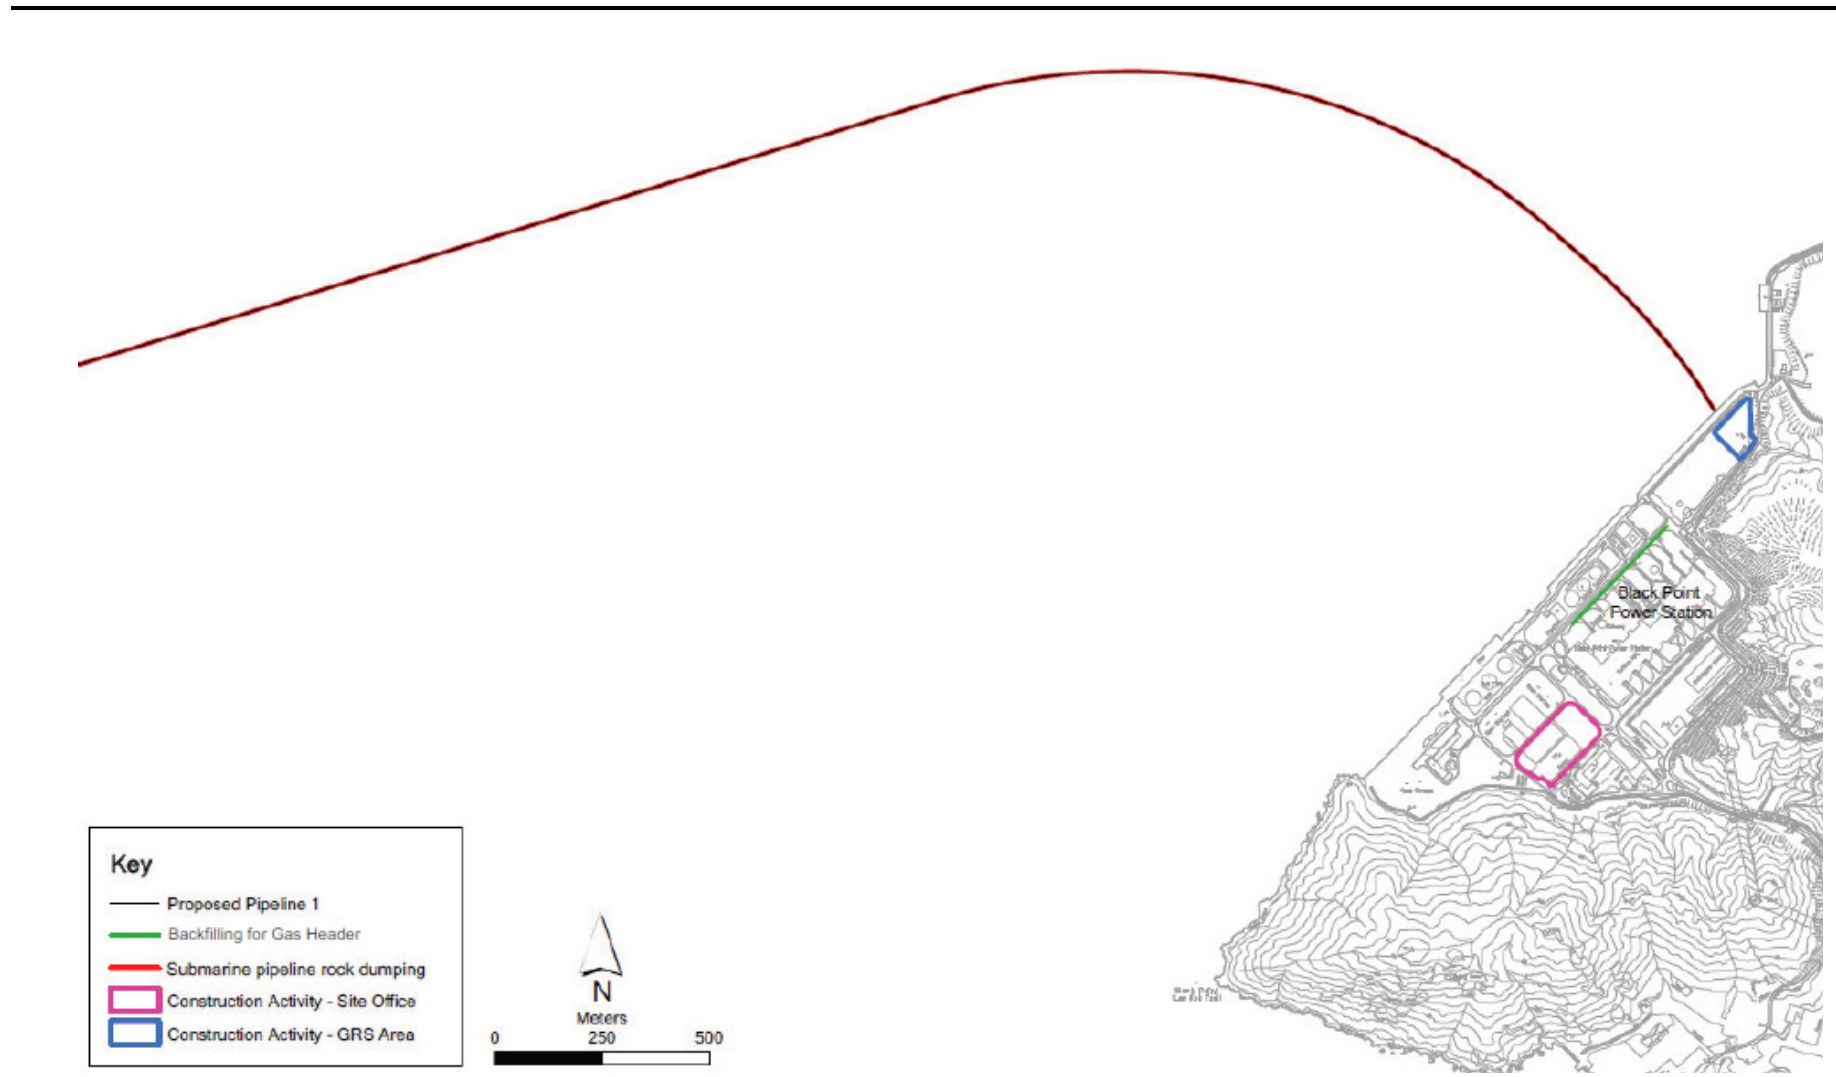 Black Point
Power Station
Key
Proposed Pipeline 1
Backfilling for Gas Header
Submarine pipeline rock dumping
Construction Activity - Site Office
Construction Activity - GRS Area
N
Meters
0 250 500